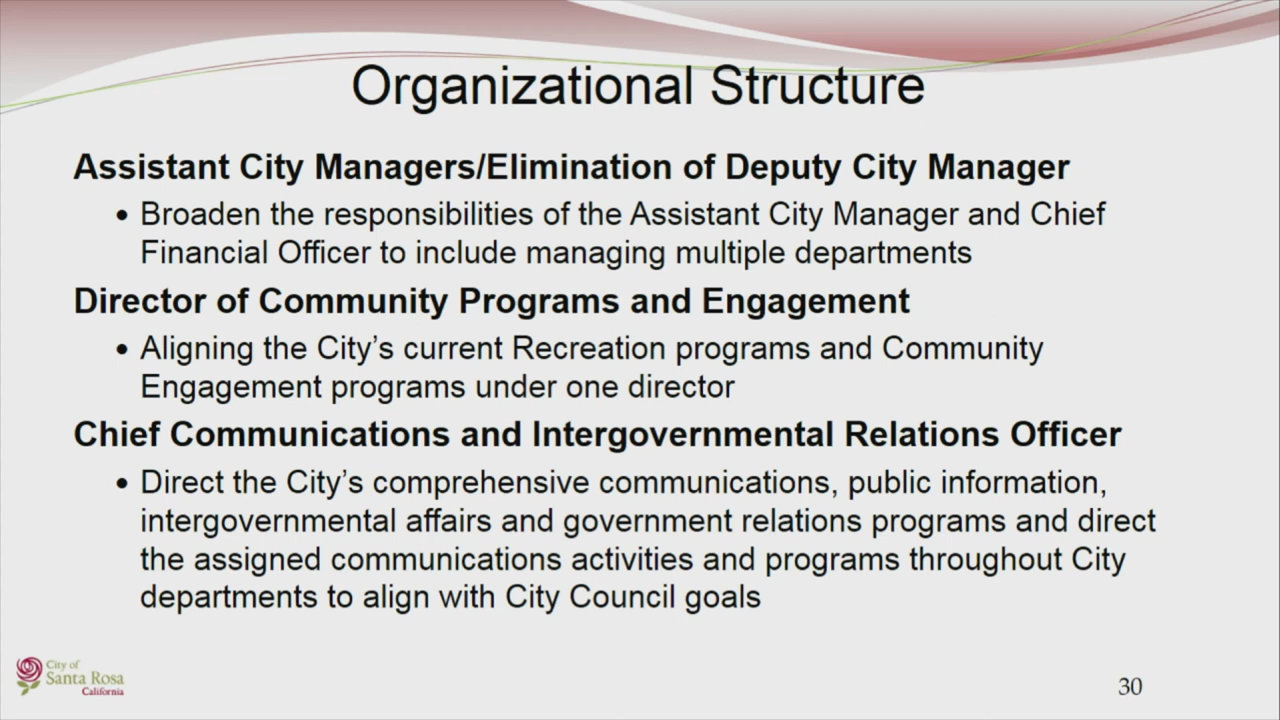 Organizational Structure
Assistant City Managers/Elimination of Deputy City Manager
• Broaden the responsibilities of the Assistant City Manager and Chief
Financial Officer to include managing multiple departments
Director of Community Programs and Engagement
• Aligning the City’s current Recreation programs and Community
Engagement programs under one director
Chief Communications and Intergovernmental Relations Officer
• Direct the City’s comprehensive communications, public information,
intergovernmental affairs and government relations programs and direct
the assigned communications activities and programs throughout City
departments to align with City Council goals
City of
Santa Rosa
California
30